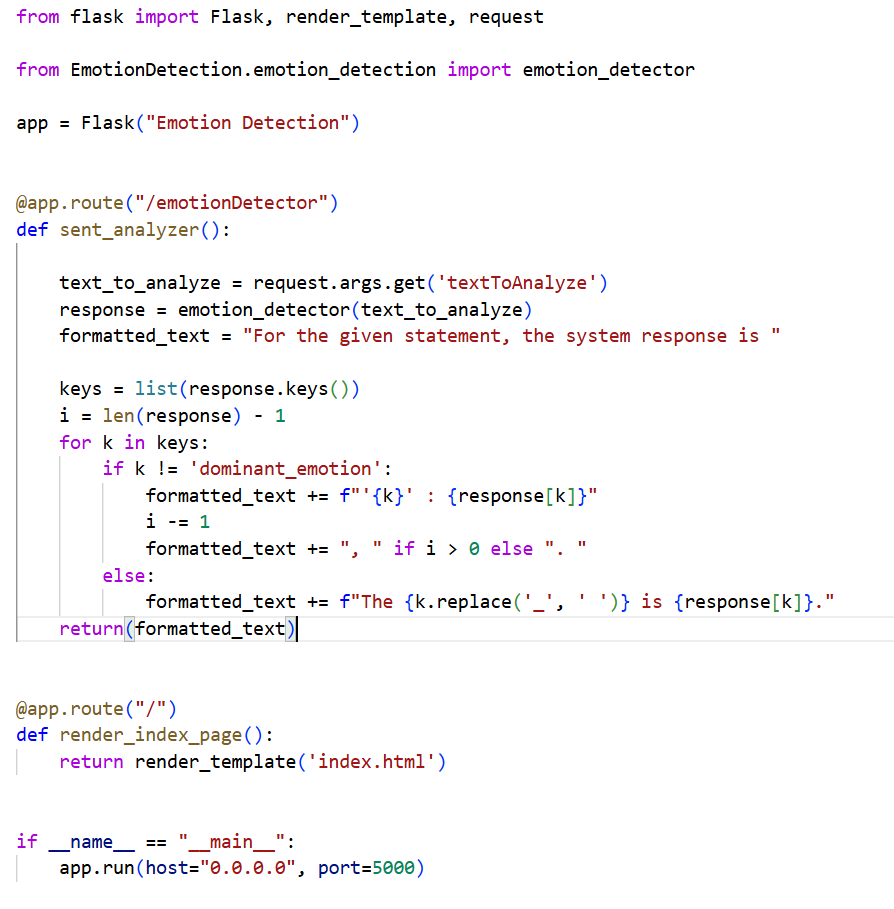 from flask import Flask, render_template, request
from EmotionDetection.emotion_detection import emotion_detector
app = Flask("Emotion Detection")
@app.route("/emotionDetector")
def sent_analyzer():
    text_to_analyze = request.args.get('textToAnalyze')
    response = emotion_detector(text_to_analyze)
    formatted_text = "For the given statement, the system response is "
    keys = list(response.keys())
    i = len(response) - 1
    for k in keys:
        if k != 'dominant_emotion':
            formatted_text += f"'{k}' : {response[k]}"
            i -= 1
            formatted_text += ", " if i > 0 else ". "
        else:
            formatted_text += f"The {k.replace('_', ' ')} is {response[k]}."
    return(formatted_text)
@app.route("/")
def render_index_page():
    return render_template('index.html')
if __name__ == "__main__":
    app.run(host="0.0.0.0", port=5000)